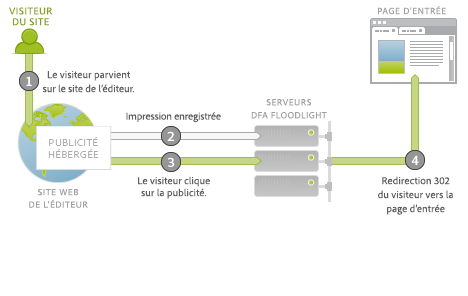 VISITEUR
DU SITE
PAGE D'ENTRÉE
1
Le visiteur parvient
sur le site de l'éditeur.
Impression enregistrée
SERVEURS
DFA FLOODLIGHT
2
PUBLICITÉ
HÉBERGÉE
3
4
Le visiteur clique
sur la publicité.
Redirection 302
du visiteur vers la
page d'entrée
SITE WEB
DE L'ÉDITEUR